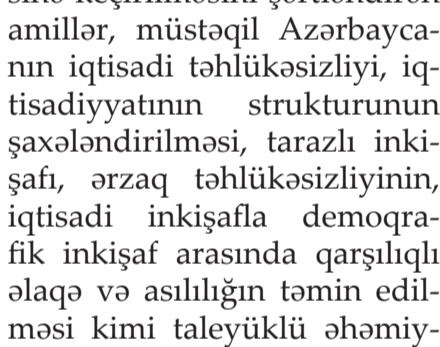 amillər, müstəqil Azərbayca-
nın iqtisadi təhlükəsizliyi, iq-
tisadiyyatının strukturunun
şaxələndirilməsi, tarazlı inki-
şafı, ərzaq təhlükəsizliyinin,
iqtisadi inkişafla demoqra-
fik inkişaf arasında qarşılıqlı
əlaqə və asılılığın təmin edil-
məsi kimi taleyüklü əhəmiy-